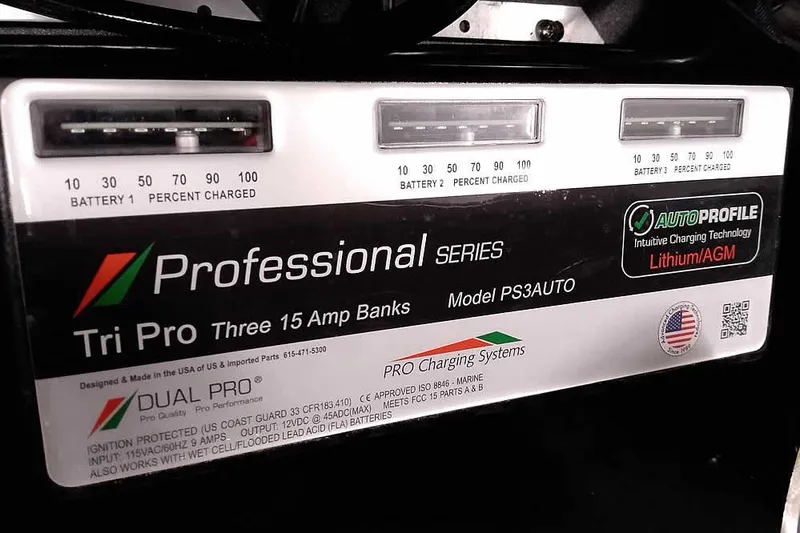 10 30 50 70 90 100
BATTERY 1 PERCENT CHARGED
10 30 50 70 90 100
BATTERY 2 PERCENT CHARGED
10 30 50 70 90 100
BATTERY 3 PERCENT CHARGED
Professional SERIES
AUTOPROFILE
Intuitive Charging Technology
Lithium/AGM
Tri Pro Three 15 Amp Banks
Model PS3AUTO
Designed & Made in the USA of US & Imported Parts 615-471-5300
PRO Charging Systems
DUAL PRO®
Pro Quality Pro Performance
IGNITION PROTECTED (US COAST GUARD 33 CFR183.410) CE APPROVED ISO 8846 - MARINE
INPUT: 115VAC/60HZ 9 AMPS OUTPUT: 12VDC @ 45ADC(MAX) MEETS FCC 15 PARTS A & B
ALSO WORKS WITH WET CELL/FLOODED LEAD ACID (FLA) BATTERIES